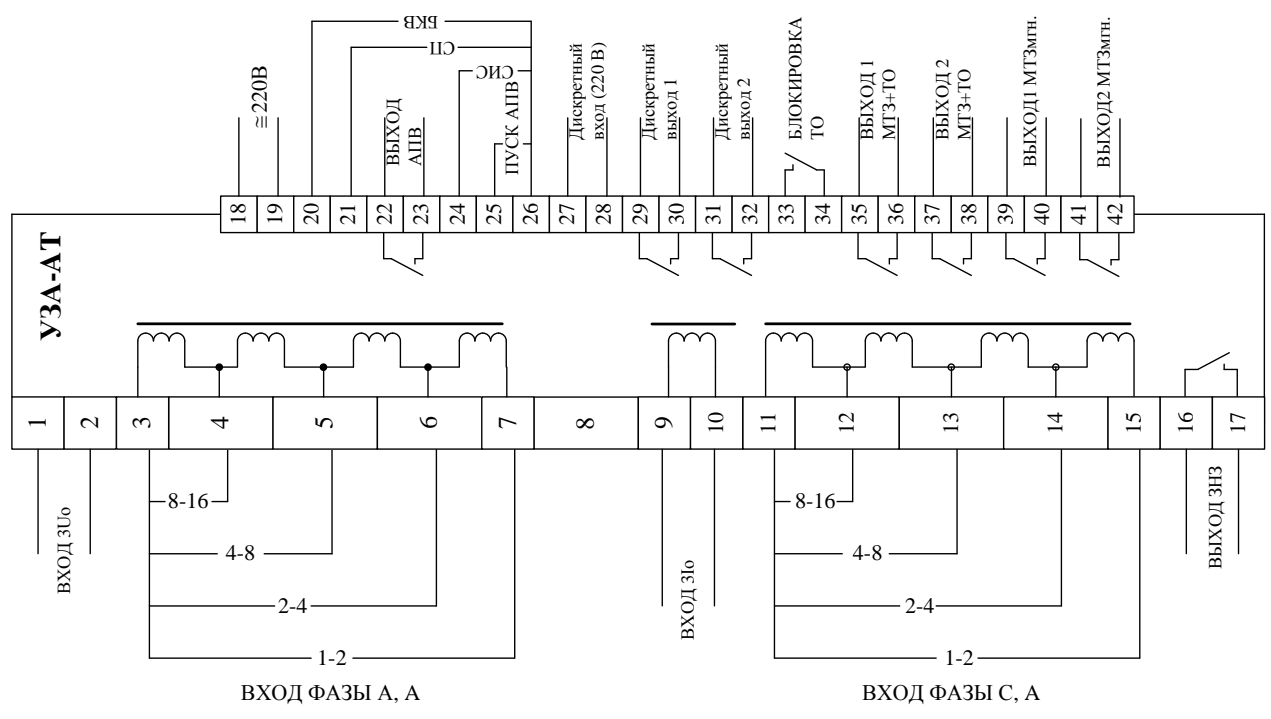 БКВ
СП
СИС
≅220В
ВЫХОД
АПВ
ПУСК АПВ
Дискретный
вход (220 В)
Дискретный
выход 1
Дискретный
выход 2
БЛОКИРОВКА
ТО
ВЫХОД 1
МТЗ+ТО
ВЫХОД 2
МТЗ+ТО
ВЫХОД1 МТЗмгн.
ВЫХОД2 МТЗмгн.
18 19 20 21 22 23 24 25 26 27 28 29 30 31 32 33 34 35 36 37 38 39 40 41 42
УЗА-АТ
1 2 3 4 5 6 7 8 9 10 11 12 13 14 15 16 17
ВХОД 3Uo
8-16
4-8
2-4
1-2
ВХОД ФАЗЫ А, А
ВХОД 3Io
8-16
4-8
2-4
1-2
ВХОД ФАЗЫ С, А
ВЫХОД ЗНЗ